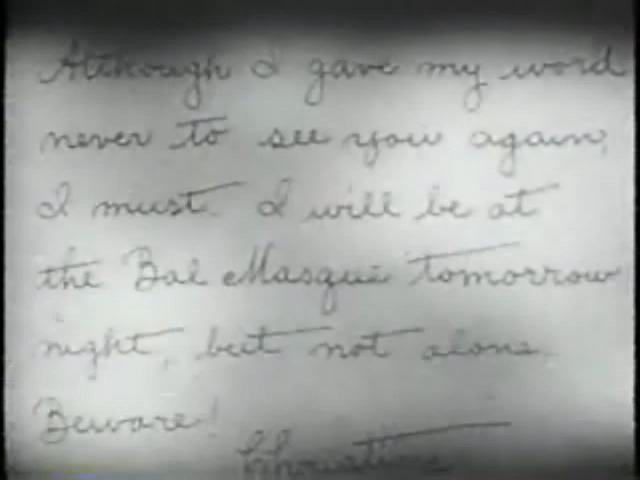 Although I gave my word
never to see you again,
I must. I will be at
the Bal Masque tomorrow
night, but not alone.
Beware!
Christine